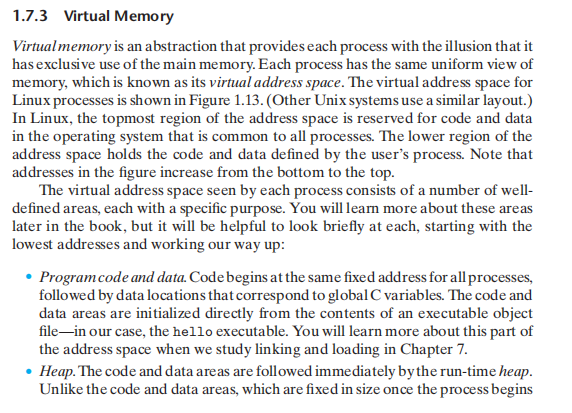 1.7.3 Virtual Memory
Virtual memory is an abstraction that provides each process with the illusion that it
has exclusive use of the main memory. Each process has the same uniform view of
memory, which is known as its virtual address space. The virtual address space for
Linux processes is shown in Figure 1.13. (Other Unix systems use a similar layout.)
In Linux, the topmost region of the address space is reserved for code and data
in the operating system that is common to all processes. The lower region of the
address space holds the code and data defined by the user’s process. Note that
addresses in the figure increase from the bottom to the top.
The virtual address space seen by each process consists of a number of well-
defined areas, each with a specific purpose. You will learn more about these areas
later in the book, but it will be helpful to look briefly at each, starting with the
lowest addresses and working our way up:
• Program code and data. Code begins at the same fixed address for all processes,
followed by data locations that correspond to global C variables. The code and
data areas are initialized directly from the contents of an executable object
file—in our case, the hello executable. You will learn more about this part of
the address space when we study linking and loading in Chapter 7.
• Heap. The code and data areas are followed immediately by the run-time heap.
Unlike the code and data areas, which are fixed in size once the process begins